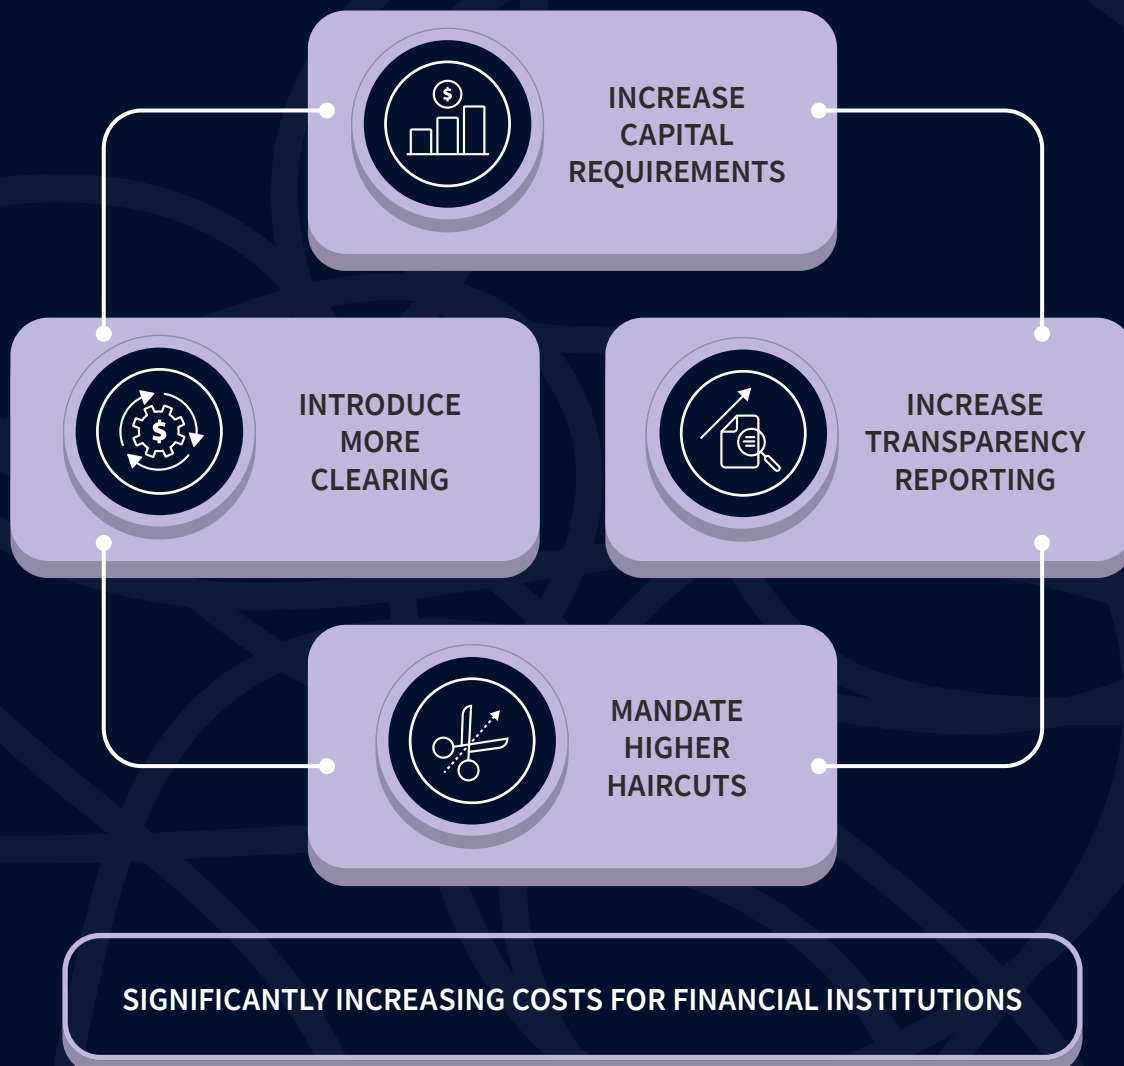 $
INCREASE
CAPITAL
REQUIREMENTS
$
INTRODUCE
MORE
CLEARING
INCREASE
TRANSPARENCY
REPORTING
MANDATE
HIGHER
HAIRCUTS
SIGNIFICANTLY INCREASING COSTS FOR FINANCIAL INSTITUTIONS